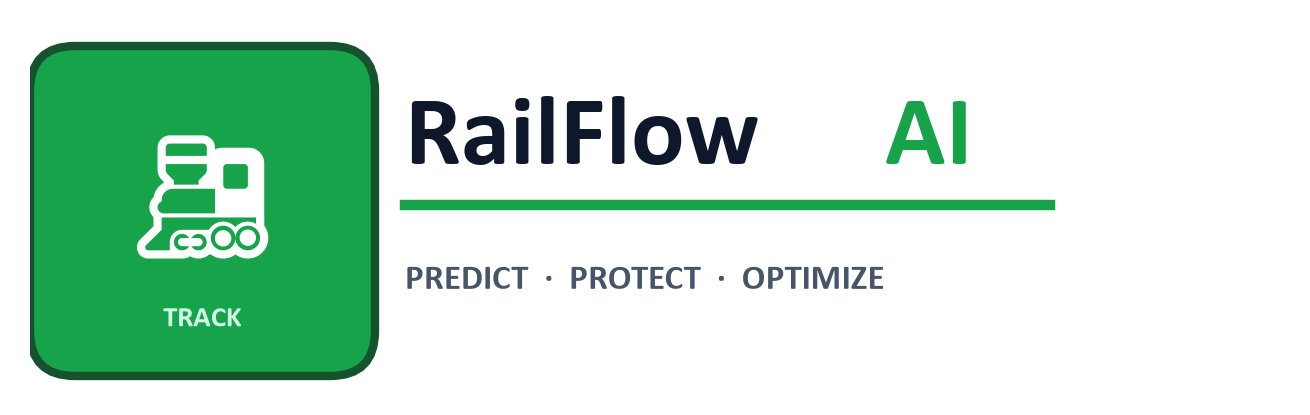 RailFlow AI
PREDICT · PROTECT · OPTIMIZE
TRACK